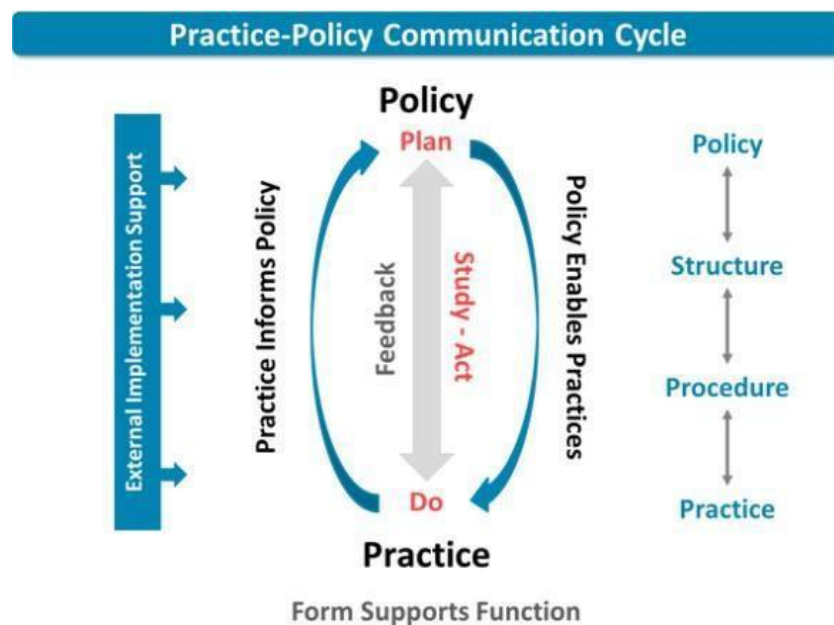 Practice-Policy Communication Cycle
External Implementation Support
Practice Informs Policy
Policy
Plan
Feedback
Study - Act
Do
Practice
Policy Enables Practices
Policy
Structure
Procedure
Practice
Form Supports Function